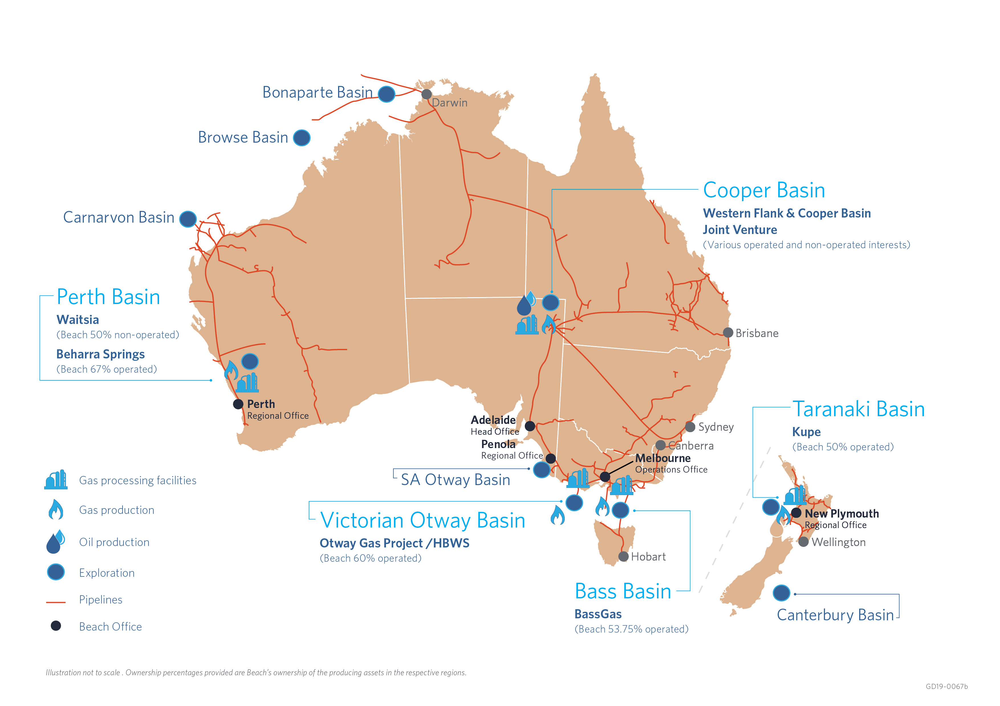 Bonaparte Basin
Darwin
Browse Basin
Cooper Basin
Western Flank & Cooper Basin
Joint Venture
(Various operated and non-operated interests)
Carnarvon Basin
Perth Basin
Waitsia
(Beach 50% non-operated)
Beharra Springs
(Beach 67% operated)
Brisbane
Perth
Regional Office
Adelaide
Head Office
Penola
Regional Office
Sydney
Canberra
Melbourne
Operations Office
Taranaki Basin
Kupe
(Beach 50% operated)
SA Otway Basin
Victorian Otway Basin
Otway Gas Project /HBWS
(Beach 60% operated)
New Plymouth
Regional Office
Wellington
Hobart
Bass Basin
BassGas
(Beach 53.75% operated)
Canterbury Basin
Gas processing facilities
Gas production
Oil production
Exploration
Pipelines
Beach Office
Illustration not to scale . Ownership percentages provided are Beach's ownership of the producing assets in the respective regions.
GD19-0067b